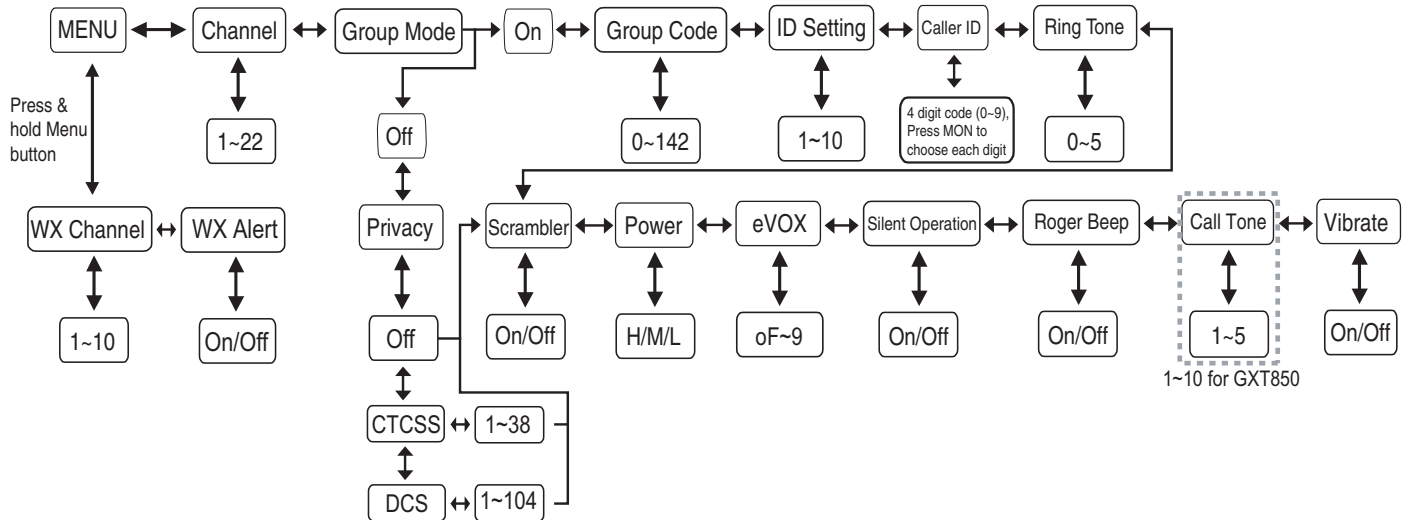 MENU
Channel
Group Mode
On
Group Code
ID Setting
Caller ID
Ring Tone
Press &
hold Menu
button
1~22
Off
0~142
1~10
4 digit code (0~9),
Press MON to
choose each digit
0~5
WX Channel
WX Alert
Privacy
Scrambler
Power
eVOX
Silent Operation
Roger Beep
Call Tone
Vibrate
1~10
On/Off
Off
On/Off
H/M/L
oF~9
On/Off
On/Off
1~5
On/Off
1~10 for GXT850
CTCSS
1~38
DCS
1~104